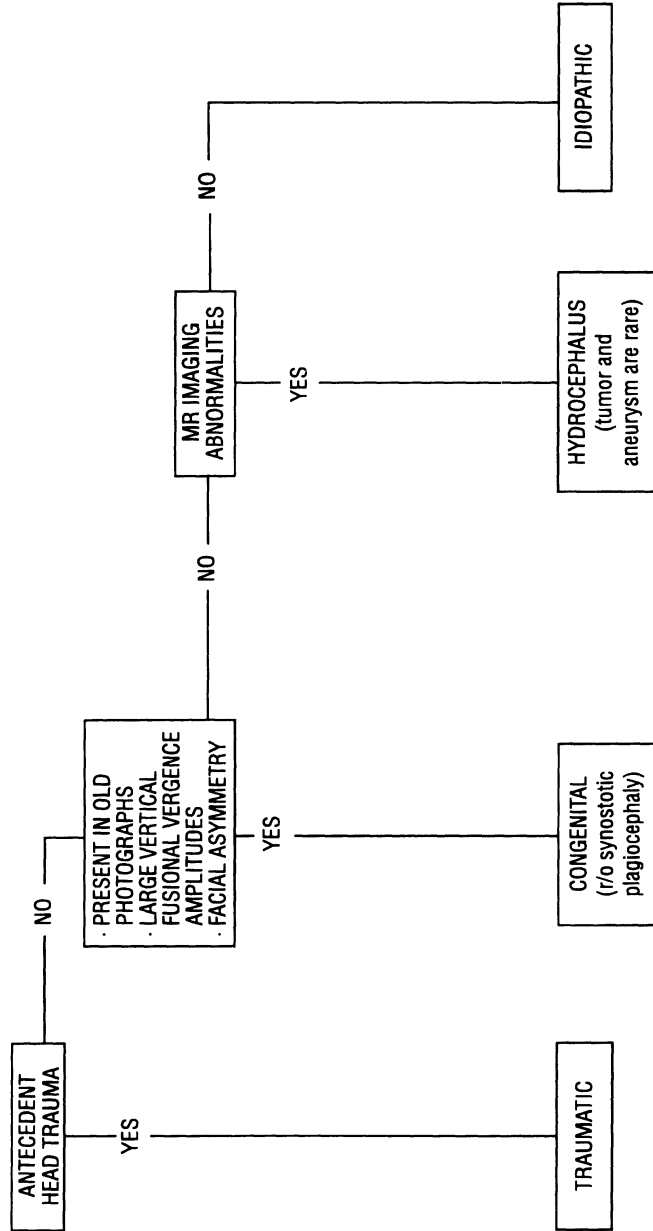 ANTECEDENT
HEAD TRAUMA
NO
YES
TRAUMATIC
· PRESENT IN OLD
PHOTOGRAPHS
· LARGE VERTICAL
FUSIONAL VERGENCE
AMPLITUDES
· FACIAL ASYMMETRY
NO
YES
CONGENITAL
(r/o synostotic
plagiocephaly)
MR IMAGING
ABNORMALITIES
NO
YES
HYDROCEPHALUS
(tumor and
aneurysm are rare)
IDIOPATHIC